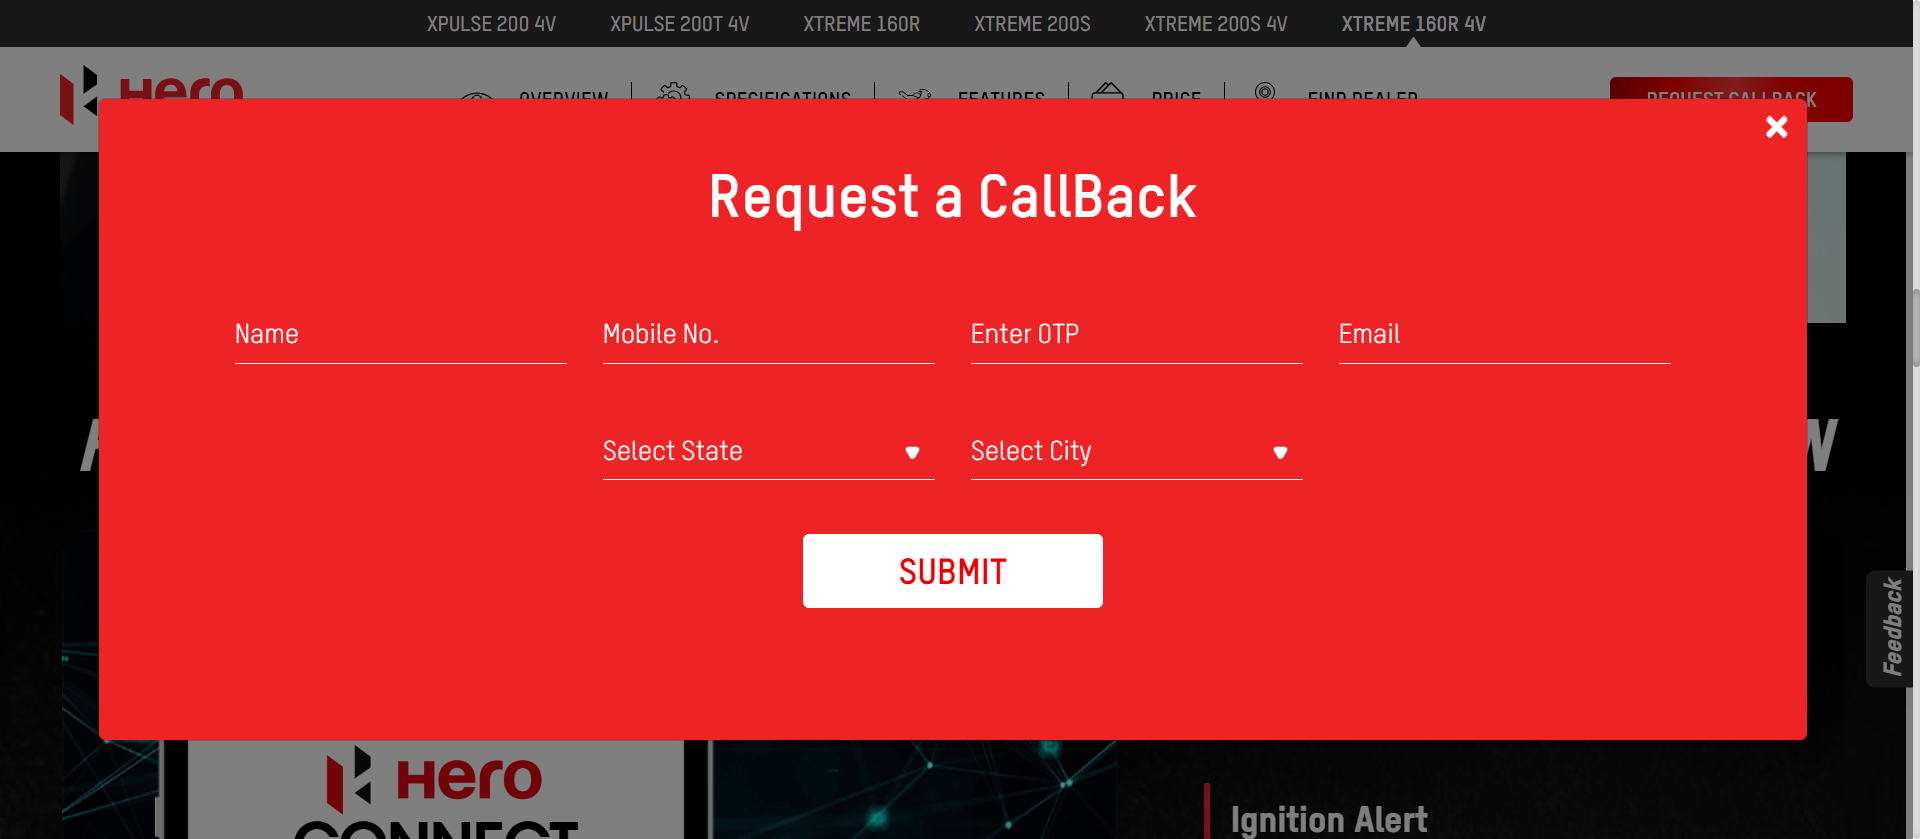 XPULSE 200 4V XPULSE 200T 4V XTREME 160R XTREME 200S XTREME 200S 4V XTREME 160R 4V
Hero OVERVIEW SPECIFICATIONS FEATURES PRICE FIND DEALER REQUEST CALLBACK
Request a CallBack
Name Mobile No. Enter OTP Email
Select State Select City
SUBMIT
Feedback
Hero
CONNECT
Ignition Alert